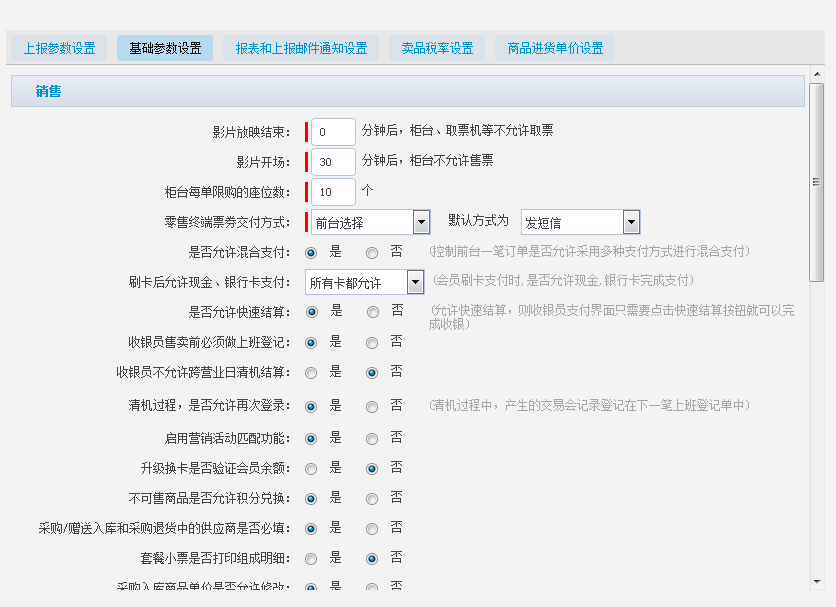 上报参数设置 基础参数设置 报表和上报邮件通知设置 卖品税率设置 商品进货单价设置
销售
影片放映结束： 0 分钟后，柜台、取票机等不允许取票
影片开场： 30 分钟后，柜台不允许售票
柜台每单限购的座位数： 10 个
零售终端票券交付方式： 前台选择 默认方式为 发短信
是否允许混合支付： 是 否 (控制前台一笔订单是否允许采用多种支付方式进行混合支付)
刷卡后允许现金、银行卡支付： 所有卡都允许 (会员刷卡支付时,是否允许现金,银行卡完成支付)
是否允许快速结算： 是 否 (允许快速结算，则收银员支付界面只需要点击快速结算按钮就可以完
成收银)
收银员售卖前必须做上班登记： 是 否
收银员不允许跨营业日清机结算： 是 否
清机过程，是否允许再次登录： 是 否 (清机过程中，产生的交易会记录登记在下一笔上班登记单中)
启用营销活动匹配功能： 是 否
升级换卡是否验证会员余额： 是 否
不可售商品是否允许积分兑换： 是 否
采购/赠送入库和采购退货中的供应商是否必填： 是 否
套餐小票是否打印组成明细： 是 否
采购入库商品单价是否允许修改： 是 否